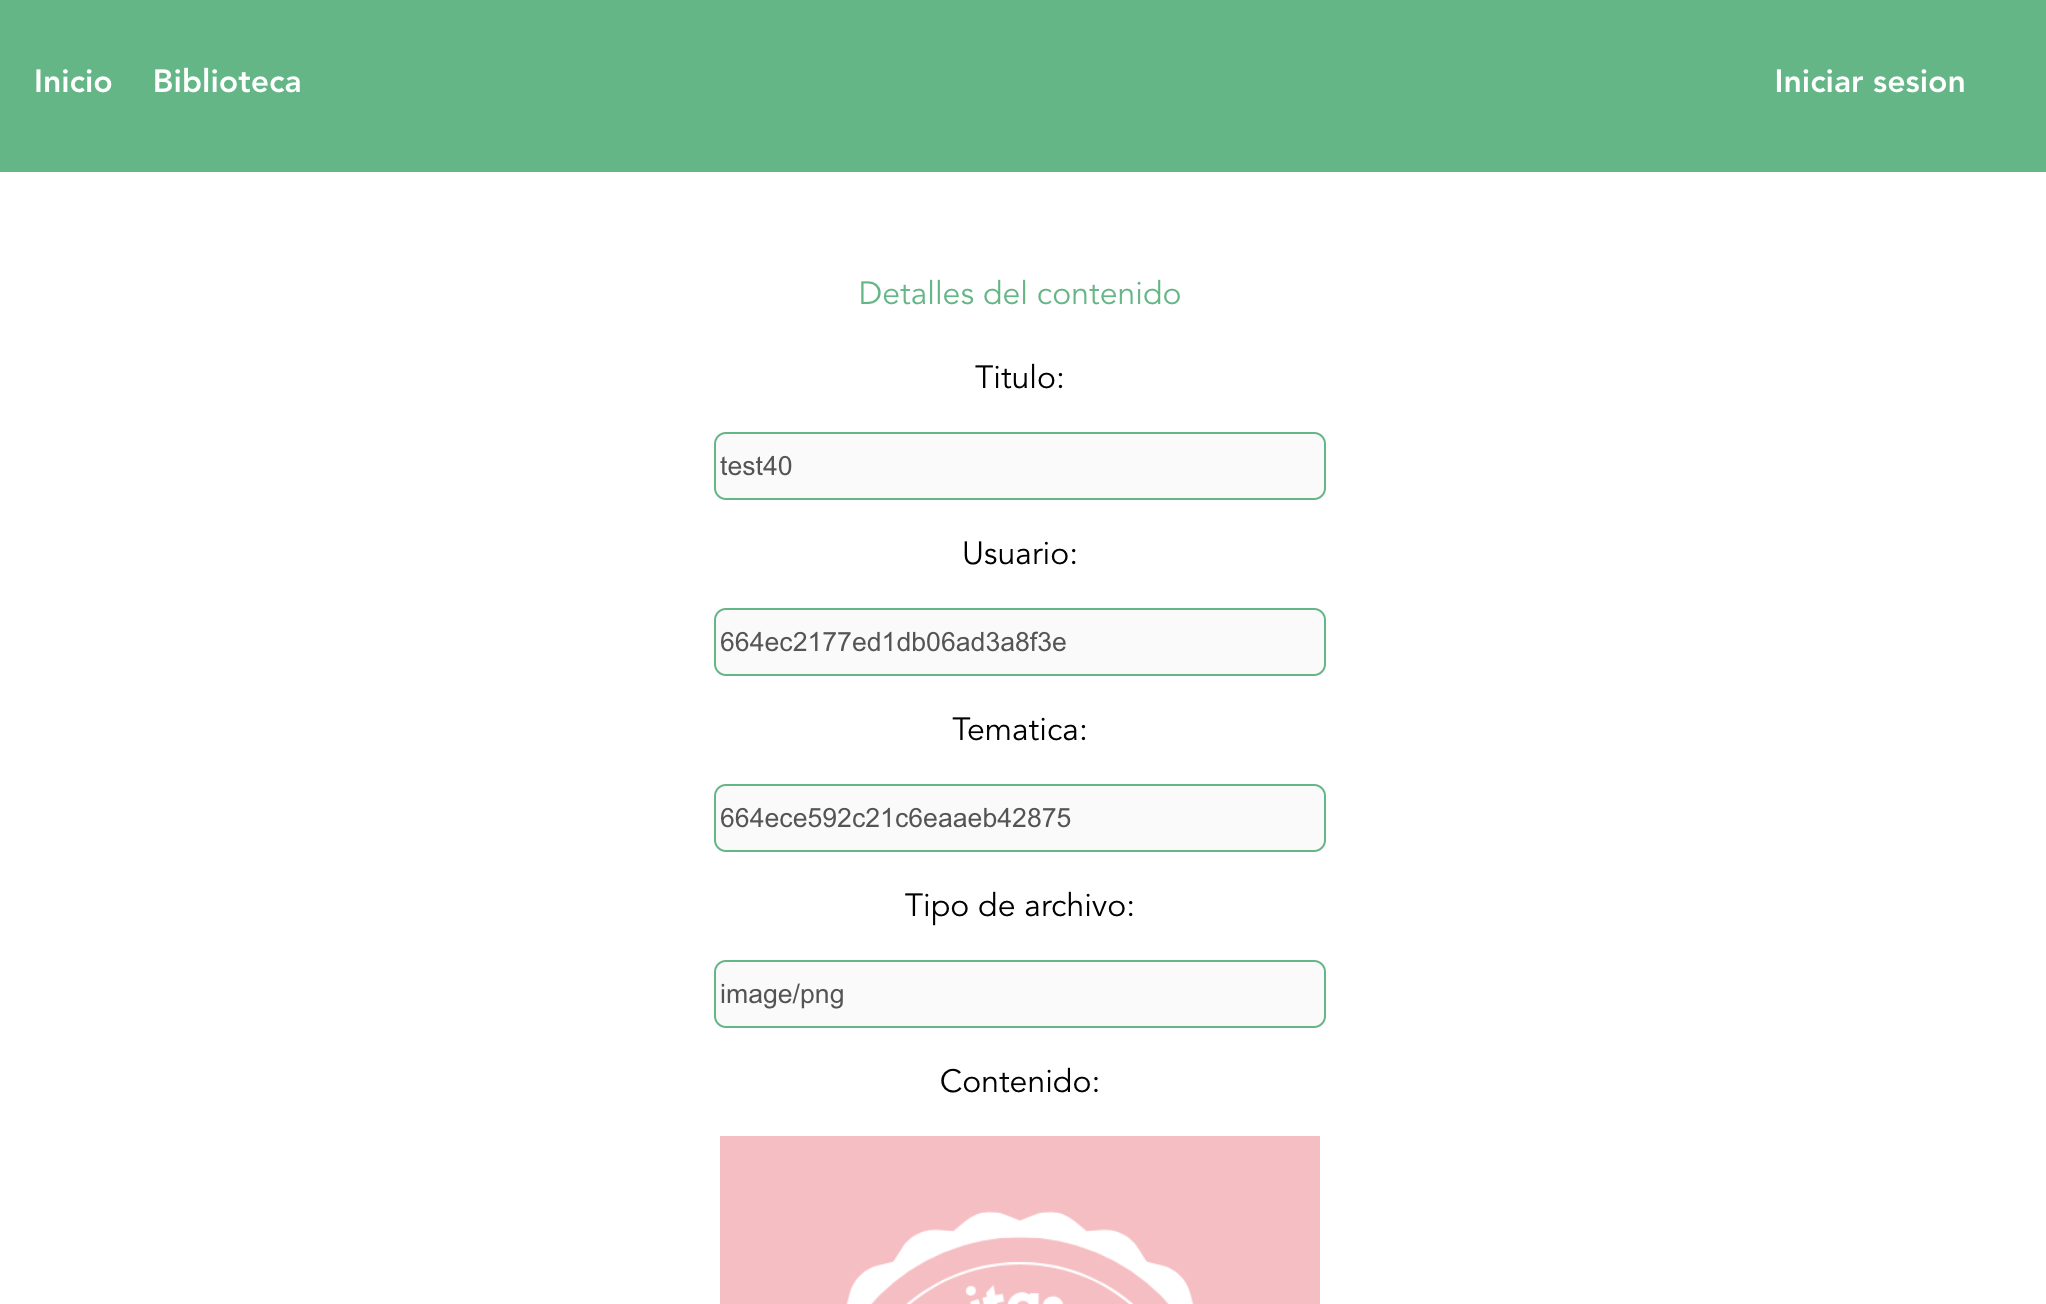 Inicio Biblioteca Iniciar sesion
Detalles del contenido
Titulo:
test40
Usuario:
664ec2177ed1db06ad3a8f3e
Tematica:
664ece592c21c6eaaeb42875
Tipo de archivo:
image/png
Contenido: